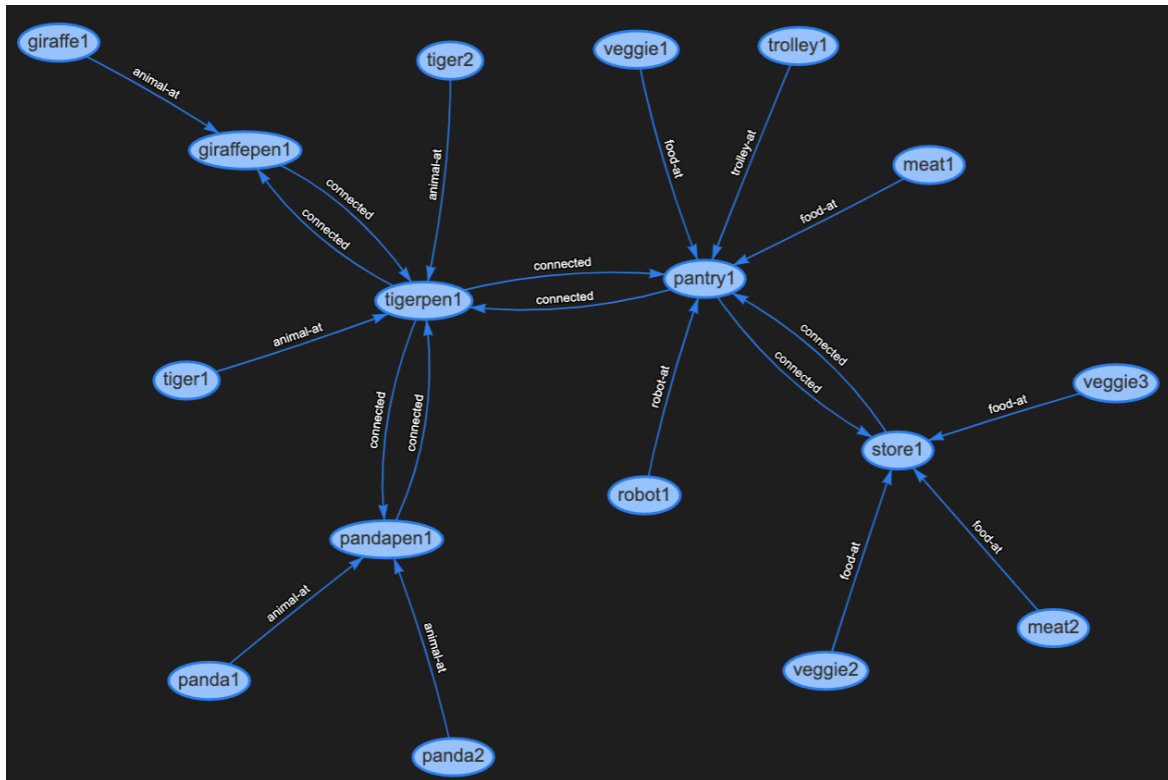 giraffe1
tiger2
veggie1
trolley1
animal-at
giraffepen1
animal-at
food-at
trolley-at
meat1
food-at
connected
connected
connected
tigerpen1
connected
pantry1
animal-at
tiger1
robot-at
connected
connected
veggie3
food-at
connected
connected
store1
robot1
pandapen1
food-at
food-at
animal-at
animal-at
meat2
panda1
veggie2
panda2